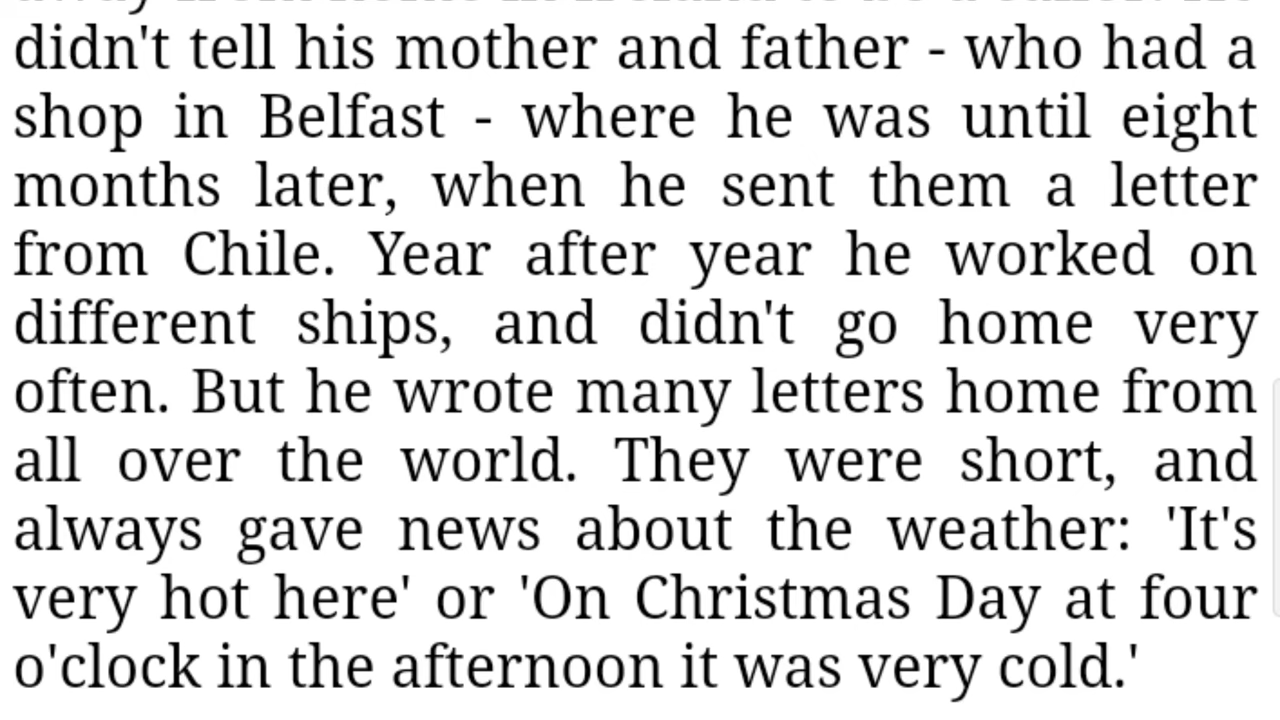 didn't tell his mother and father - who had a
shop in Belfast - where he was until eight
months later, when he sent them a letter
from Chile. Year after year he worked on
different ships, and didn't go home very
often. But he wrote many letters home from
all over the world. They were short, and
always gave news about the weather: 'It's
very hot here' or 'On Christmas Day at four
o'clock in the afternoon it was very cold.'